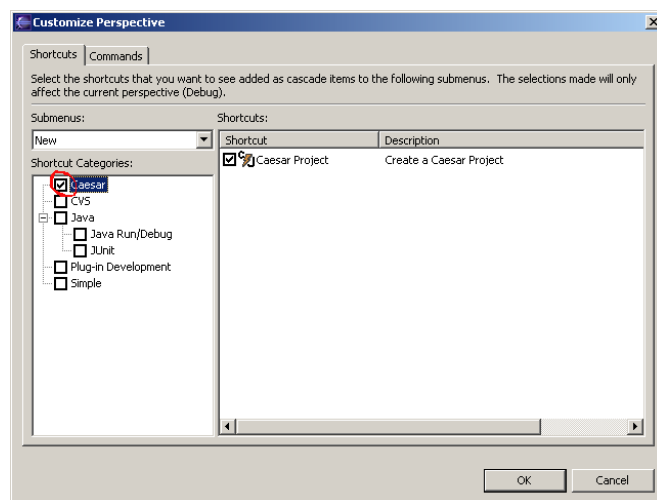 Customize Perspective
Shortcuts Commands
Select the shortcuts that you want to see added as cascade items to the following submenus. The selections made will only
affect the current perspective (Debug).
Submenus: Shortcuts:
New Shortcut Description
Caesar Project Create a Caesar Project
Shortcut Categories:
Caesar
CVS
Java
Java Run/Debug
JUnit
Plug-in Development
Simple
OK Cancel